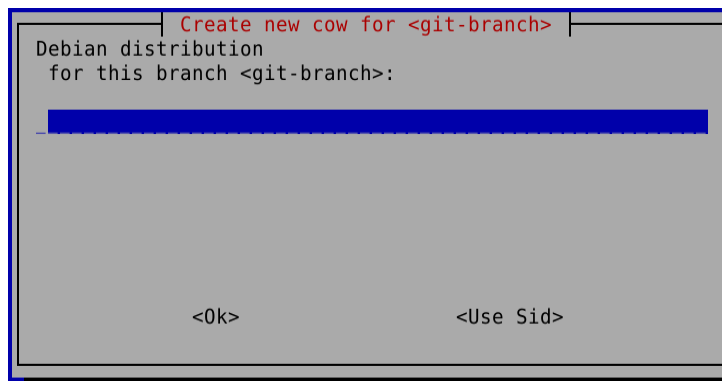 Create new cow for <git-branch>
Debian distribution
for this branch <git-branch>:
<Ok> <Use Sid>